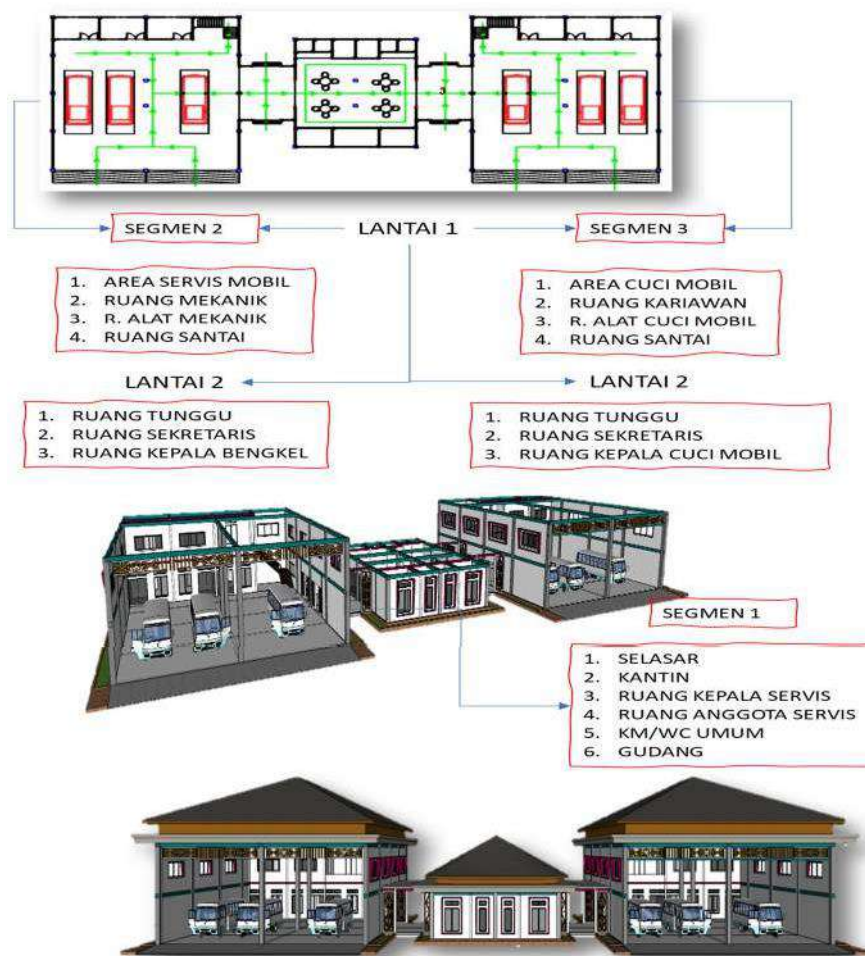 3
SEGMEN 2
LANTAI 1
SEGMEN 3
1. AREA SERVIS MOBIL
2. RUANG MEKANIK
3. R. ALAT MEKANIK
4. RUANG SANTAI
1. AREA CUCI MOBIL
2. RUANG KARIAWAN
3. R. ALAT CUCI MOBIL
4. RUANG SANTAI
LANTAI 2
LANTAI 2
1. RUANG TUNGGU
2. RUANG SEKRETARIS
3. RUANG KEPALA BENGKEL
1. RUANG TUNGGU
2. RUANG SEKRETARIS
3. RUANG KEPALA CUCI MOBIL
SEGMEN 1
1. SELASAR
2. KANTIN
3. RUANG KEPALA SERVIS
4. RUANG ANGGOTA SERVIS
5. KM/WC UMUM
6. GUDANG